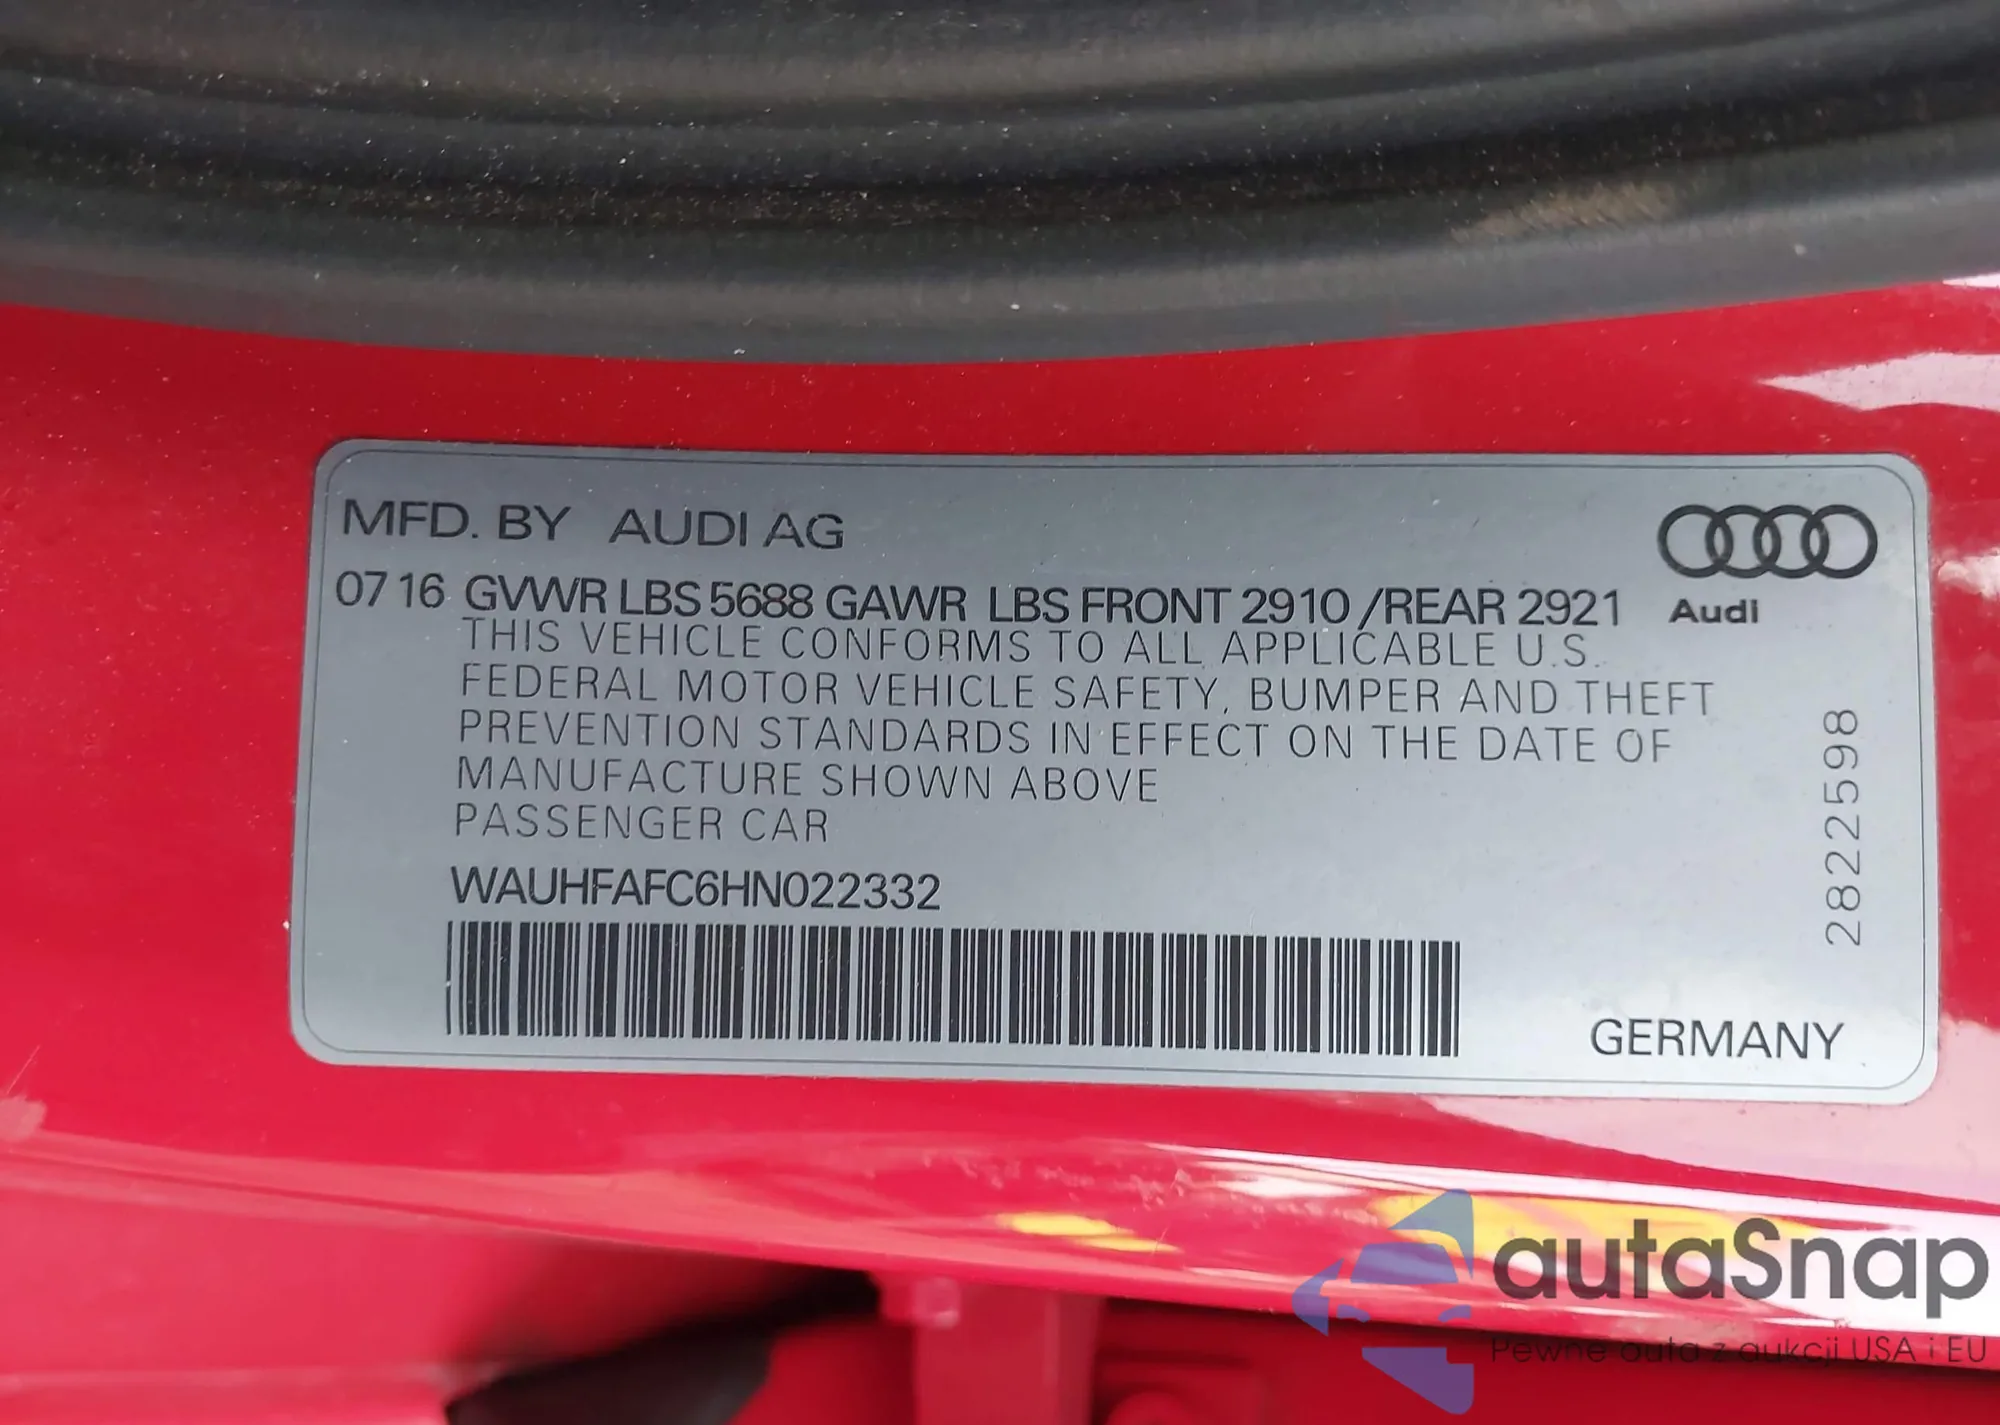 MFD. BY AUDI AG
07 16 GVWR LBS 5688 GAWR LBS FRONT 2910 /REAR 2921
Audi
THIS VEHICLE CONFORMS TO ALL APPLICABLE U.S.
FEDERAL MOTOR VEHICLE SAFETY, BUMPER AND THEFT
PREVENTION STANDARDS IN EFFECT ON THE DATE OF
MANUFACTURE SHOWN ABOVE
PASSENGER CAR
WAUHFAFC6HN022332
2822598
GERMANY
autaSnap
Pewne auta z aukcji USA i EU